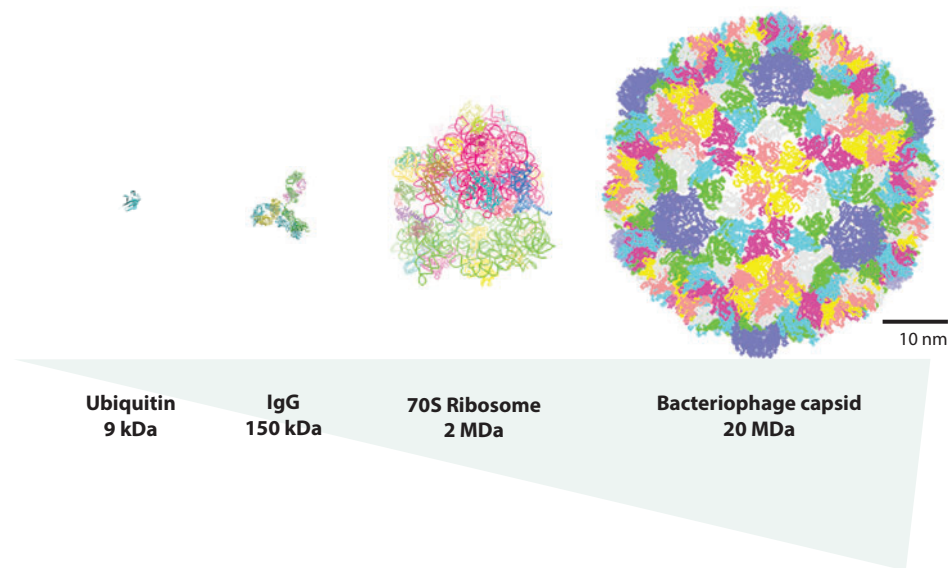 10 nm
Ubiquitin
9 kDa
IgG
150 kDa
70S Ribosome
2 MDa
Bacteriophage capsid
20 MDa